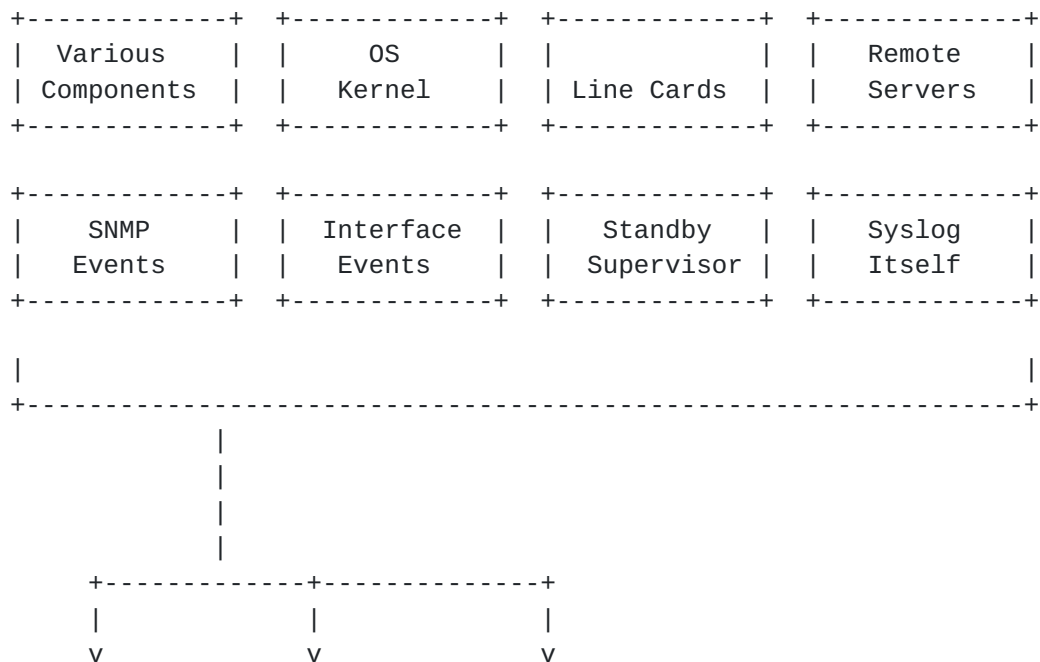 +-------------+  +-------------+  +-------------+  +-------------+
|   Various    |  |     OS      |  |             |  |   Remote    |
| Components  |  |   Kernel    |  | Line Cards  |  |   Servers   |
+-------------+  +-------------+  +-------------+  +-------------+
+-------------+  +-------------+  +-------------+  +-------------+
|    SNMP     |  |  Interface  |  |   Standby   |  |   Syslog    |
|   Events    |  |   Events    |  |  Supervisor |  |   Itself    |
+-------------+  +-------------+  +-------------+  +-------------+
|                                                                |
+----------------------------------------------------------------+
             |
             |
             |
             |
     +-------------+--------------+
     |             |              |
     v             v              v